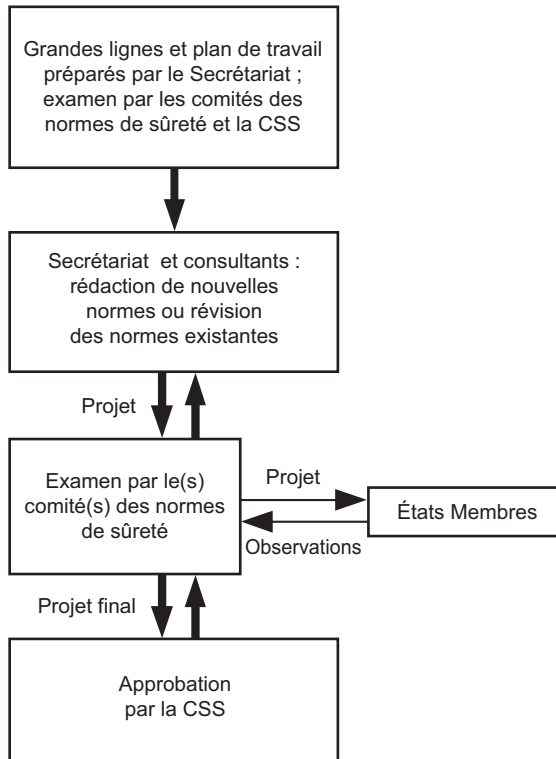 Grandes lignes et plan de travail
préparés par le Secrétariat ;
examen par les comités des
normes de sûreté et la CSS
Secrétariat et consultants :
rédaction de nouvelles
normes ou révision
des normes existantes
Projet
Examen par le(s)
comité(s) des normes
de sûreté
Projet
États Membres
Observations
Projet final
Approbation
par la CSS